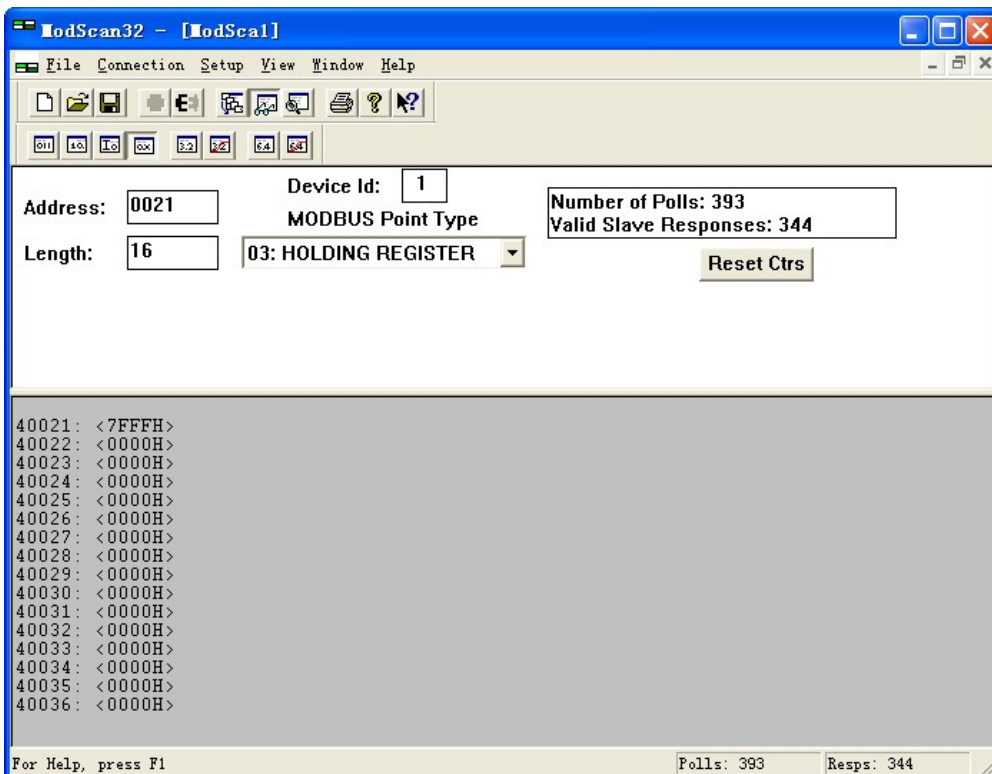 ModScan32 - [ModSca1]
File Connection Setup View Window Help
Address: 0021
Device Id: 1
MODBUS Point Type
Length: 16
03: HOLDING REGISTER
Number of Polls: 393
Valid Slave Responses: 344
Reset Ctrs
40021: <7FFFH>
40022: <0000H>
40023: <0000H>
40024: <0000H>
40025: <0000H>
40026: <0000H>
40027: <0000H>
40028: <0000H>
40029: <0000H>
40030: <0000H>
40031: <0000H>
40032: <0000H>
40033: <0000H>
40034: <0000H>
40035: <0000H>
40036: <0000H>
For Help, press F1
Polls: 393
Resps: 344